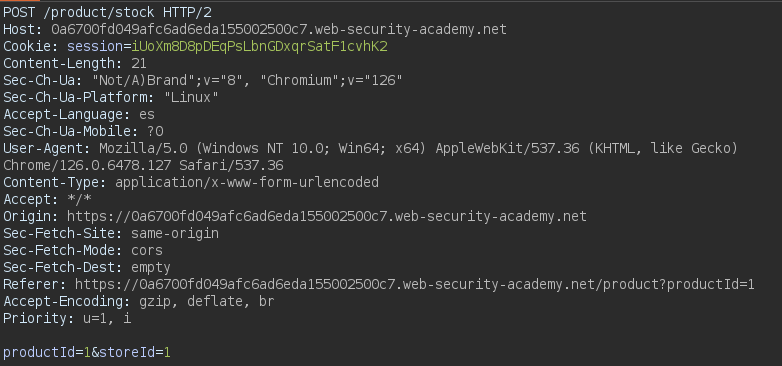 POST /product/stock HTTP/2
Host: 0a6700fd049afc6ad6eda155002500c7.web-security-academy.net
Cookie: session=iUoXm8D8pDEqPsLbnGDxqrSatF1cvhK2
Content-Length: 21
Sec-Ch-Ua: "Not/A)Brand";v="8", "Chromium";v="126"
Sec-Ch-Ua-Platform: "Linux"
Accept-Language: es
Sec-Ch-Ua-Mobile: ?0
User-Agent: Mozilla/5.0 (Windows NT 10.0; Win64; x64) AppleWebKit/537.36 (KHTML, like Gecko)
Chrome/126.0.6478.127 Safari/537.36
Content-Type: application/x-www-form-urlencoded
Accept: */*
Origin: https://0a6700fd049afc6ad6eda155002500c7.web-security-academy.net
Sec-Fetch-Site: same-origin
Sec-Fetch-Mode: cors
Sec-Fetch-Dest: empty
Referer: https://0a6700fd049afc6ad6eda155002500c7.web-security-academy.net/product?productId=1
Accept-Encoding: gzip, deflate, br
Priority: u=1, i

productId=1&storeId=1